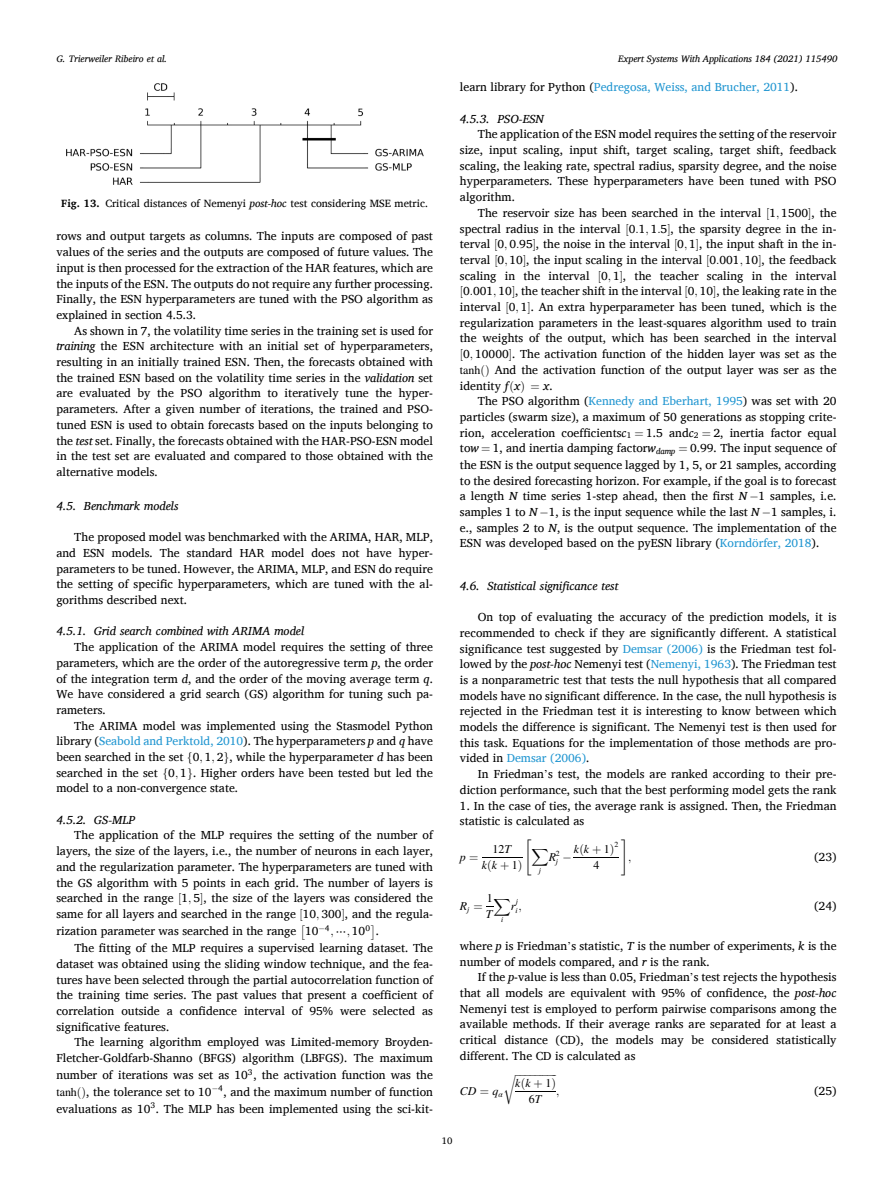 G. Trierweiler Ribeiro et al.
Expert Systems With Applications 184 (2021) 115490
CD
1 2 3 4 5
HAR-PSO-ESN
PSO-ESN
HAR
GS-ARIMA
GS-MLP
Fig. 13. Critical distances of Nemenyi post-hoc test considering MSE metric.
rows and output targets as columns. The inputs are composed of past
values of the series and the outputs are composed of future values. The
input is then processed for the extraction of the HAR features, which are
the inputs of the ESN. The outputs do not require any further processing.
Finally, the ESN hyperparameters are tuned with the PSO algorithm as
explained in section 4.5.3.
As shown in 7, the volatility time series in the training set is used for
training the ESN architecture with an initial set of hyperparameters,
resulting in an initially trained ESN. Then, the forecasts obtained with
the trained ESN based on the volatility time series in the validation set
are evaluated by the PSO algorithm to iteratively tune the hyper-
parameters. After a given number of iterations, the trained and PSO-
tuned ESN is used to obtain forecasts based on the inputs belonging to
the test set. Finally, the forecasts obtained with the HAR-PSO-ESN model
in the test set are evaluated and compared to those obtained with the
alternative models.
4.5. Benchmark models
The proposed model was benchmarked with the ARIMA, HAR, MLP,
and ESN models. The standard HAR model does not have hyper-
parameters to be tuned. However, the ARIMA, MLP, and ESN do require
the setting of specific hyperparameters, which are tuned with the al-
gorithms described next.
4.5.1. Grid search combined with ARIMA model
The application of the ARIMA model requires the setting of three
parameters, which are the order of the autoregressive term p, the order
of the integration term d, and the order of the moving average term q.
We have considered a grid search (GS) algorithm for tuning such pa-
rameters.
The ARIMA model was implemented using the Stasmodel Python
library (Seabold and Perktold, 2010). The hyperparameters p and q have
been searched in the set {0, 1, 2}, while the hyperparameter d has been
searched in the set {0, 1}. Higher orders have been tested but led the
model to a non-convergence state.
4.5.2. GS-MLP
The application of the MLP requires the setting of the number of
layers, the size of the layers, i.e., the number of neurons in each layer,
and the regularization parameter. The hyperparameters are tuned with
the GS algorithm with 5 points in each grid. The number of layers is
searched in the range [1, 5], the size of the layers was considered the
same for all layers and searched in the range [10, 300], and the regula-
rization parameter was searched in the range [10⁻⁴, ⋯, 10⁰].
The fitting of the MLP requires a supervised learning dataset. The
dataset was obtained using the sliding window technique, and the fea-
tures have been selected through the partial autocorrelation function of
the training time series. The past values that present a coefficient of
correlation outside a confidence interval of 95% were selected as
significative features.
The learning algorithm employed was Limited-memory Broyden-
Fletcher-Goldfarb-Shanno (BFGS) algorithm (LBFGS). The maximum
number of iterations was set as 10³, the activation function was the
tanh(), the tolerance set to 10⁻⁴, and the maximum number of function
evaluations as 10³. The MLP has been implemented using the sci-kit-
learn library for Python (Pedregosa, Weiss, and Brucher, 2011).
4.5.3. PSO-ESN
The application of the ESN model requires the setting of the reservoir
size, input scaling, input shift, target scaling, target shift, feedback
scaling, the leaking rate, spectral radius, sparsity degree, and the noise
hyperparameters. These hyperparameters have been tuned with PSO
algorithm.
The reservoir size has been searched in the interval [1, 1500], the
spectral radius in the interval [0.1, 1.5], the sparsity degree in the in-
terval [0, 0.95], the noise in the interval [0, 1], the input shaft in the in-
terval [0, 10], the input scaling in the interval [0.001, 10], the feedback
scaling in the interval [0, 1], the teacher scaling in the interval
[0.001, 10], the teacher shift in the interval [0, 10], the leaking rate in the
interval [0, 1]. An extra hyperparameter has been tuned, which is the
regularization parameters in the least-squares algorithm used to train
the weights of the output, which has been searched in the interval
[0, 10000]. The activation function of the hidden layer was set as the
tanh() And the activation function of the output layer was ser as the
identity f(x) = x.
The PSO algorithm (Kennedy and Eberhart, 1995) was set with 20
particles (swarm size), a maximum of 50 generations as stopping crite-
rion, acceleration coefficientsc₁ = 1.5 andc₂ = 2, inertia factor equal
tow = 1, and inertia damping factorw_damp = 0.99. The input sequence of
the ESN is the output sequence lagged by 1, 5, or 21 samples, according
to the desired forecasting horizon. For example, if the goal is to forecast
a length N time series 1-step ahead, then the first N −1 samples, i.e.
samples 1 to N −1, is the input sequence while the last N −1 samples, i.
e., samples 2 to N, is the output sequence. The implementation of the
ESN was developed based on the pyESN library (Korndörfer, 2018).
4.6. Statistical significance test
On top of evaluating the accuracy of the prediction models, it is
recommended to check if they are significantly different. A statistical
significance test suggested by Demsar (2006) is the Friedman test fol-
lowed by the post-hoc Nemenyi test (Nemenyi, 1963). The Friedman test
is a nonparametric test that tests the null hypothesis that all compared
models have no significant difference. In the case, the null hypothesis is
rejected in the Friedman test it is interesting to know between which
models the difference is significant. The Nemenyi test is then used for
this task. Equations for the implementation of those methods are pro-
vided in Demsar (2006).
In Friedman's test, the models are ranked according to their pre-
diction performance, such that the best performing model gets the rank
1. In the case of ties, the average rank is assigned. Then, the Friedman
statistic is calculated as
p = 12T / k(k + 1) [∑_j R_j² − k(k + 1)² / 4], (23)
R_j = 1/T ∑_i r_i^j, (24)
where p is Friedman's statistic, T is the number of experiments, k is the
number of models compared, and r is the rank.
If the p-value is less than 0.05, Friedman's test rejects the hypothesis
that all models are equivalent with 95% of confidence, the post-hoc
Nemenyi test is employed to perform pairwise comparisons among the
available methods. If their average ranks are separated for at least a
critical distance (CD), the models may be considered statistically
different. The CD is calculated as
CD = q_α √(k(k + 1) / 6T), (25)
10